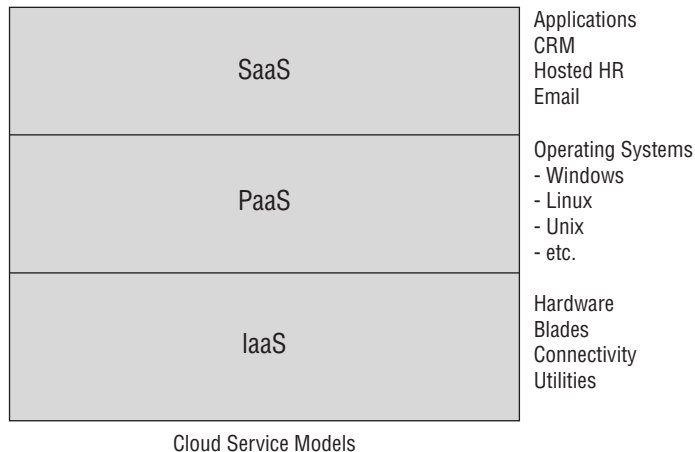 SaaS
Applications
CRM
Hosted HR
Email
PaaS
Operating Systems
- Windows
- Linux
- Unix
- etc.
IaaS
Hardware
Blades
Connectivity
Utilities
Cloud Service Models